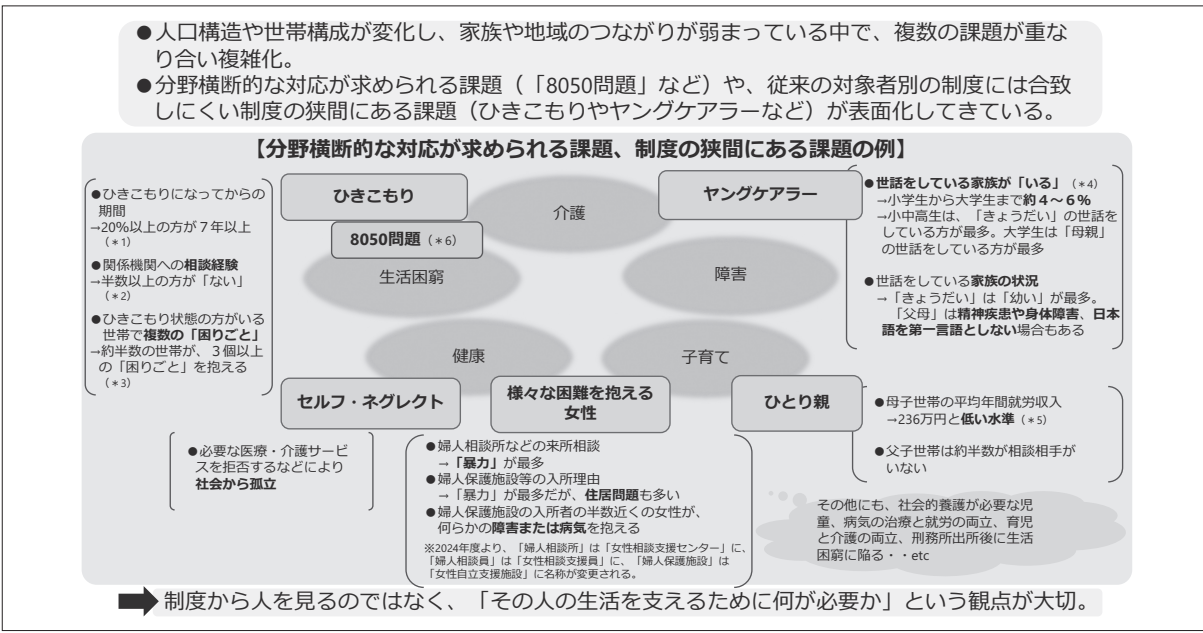 ●人口構造や世帯構成が変化し、家族や地域のつながりが弱まっている中で、複数の課題が重な
り合い複雑化。
●分野横断的な対応が求められる課題（「8050問題」など）や、従来の対象者別の制度には合致
しにくい制度の狭間にある課題（ひきこもりやヤングケアラーなど）が表面化してきている。
【分野横断的な対応が求められる課題、制度の狭間にある課題の例】
●ひきこもりになってからの
期間
→20%以上の方が７年以上
（＊1）
●関係機関への相談経験
→半数以上の方が「ない」
（＊2）
●ひきこもり状態の方がいる
世帯で複数の「困りごと」
→約半数の世帯が、３個以上
の「困りごと」を抱える
（＊3）
ひきこもり
8050問題（＊6）
介護
ヤングケアラー
生活困窮
障害
健康
子育て
●世話をしている家族が「いる」（＊4）
→小学生から大学生まで約４～６％
→小中高生は、「きょうだい」の世話を
している方が最多。大学生は「母親」
の世話をしている方が最多
●世話をしている家族の状況
→「きょうだい」は「幼い」が最多。
「父母」は精神疾患や身体障害、日本
語を第一言語としない場合もある
セルフ・ネグレクト
様々な困難を抱える
女性
ひとり親
●必要な医療・介護サービ
スを拒否するなどにより
社会から孤立
●婦人相談所などの来所相談
→「暴力」が最多
●婦人保護施設等の入所理由
→「暴力」が最多だが、住居問題も多い
●婦人保護施設の入所者の半数近くの女性が、
何らかの障害または病気を抱える
※2024年度より、「婦人相談所」は「女性相談支援センター」に、
「婦人相談員」は「女性相談支援員」に、「婦人保護施設」は
「女性自立支援施設」に名称が変更される。
●母子世帯の平均年間就労収入
→236万円と低い水準（＊5）
●父子世帯は約半数が相談相手が
いない
その他にも、社会的養護が必要な児
童、病気の治療と就労の両立、育児
と介護の両立、刑務所出所後に生活
困窮に陥る・・etc
➡制度から人を見るのではなく、「その人の生活を支えるために何が必要か」という観点が大切。